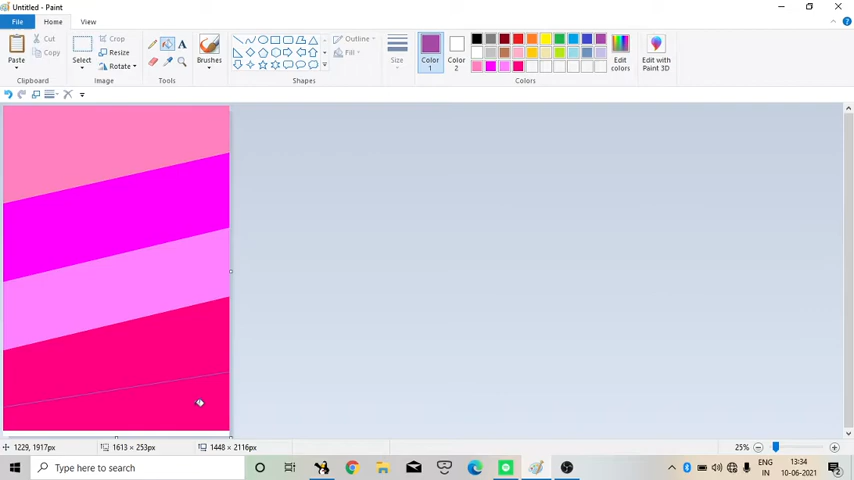 Untitled - Paint
File Home View
Paste
Cut
Copy
Clipboard
Select
Crop
Resize
Rotate
Image
A
Tools
Brushes
Outline
Fill
Shapes
Size
Color 1
Color 2
Edit colors
Edit with Paint 3D
Colors
1229, 1917px 1613 × 253px 1448 × 2116px 25%
Type here to search
ENG
IN
13:34
10-06-2021
2